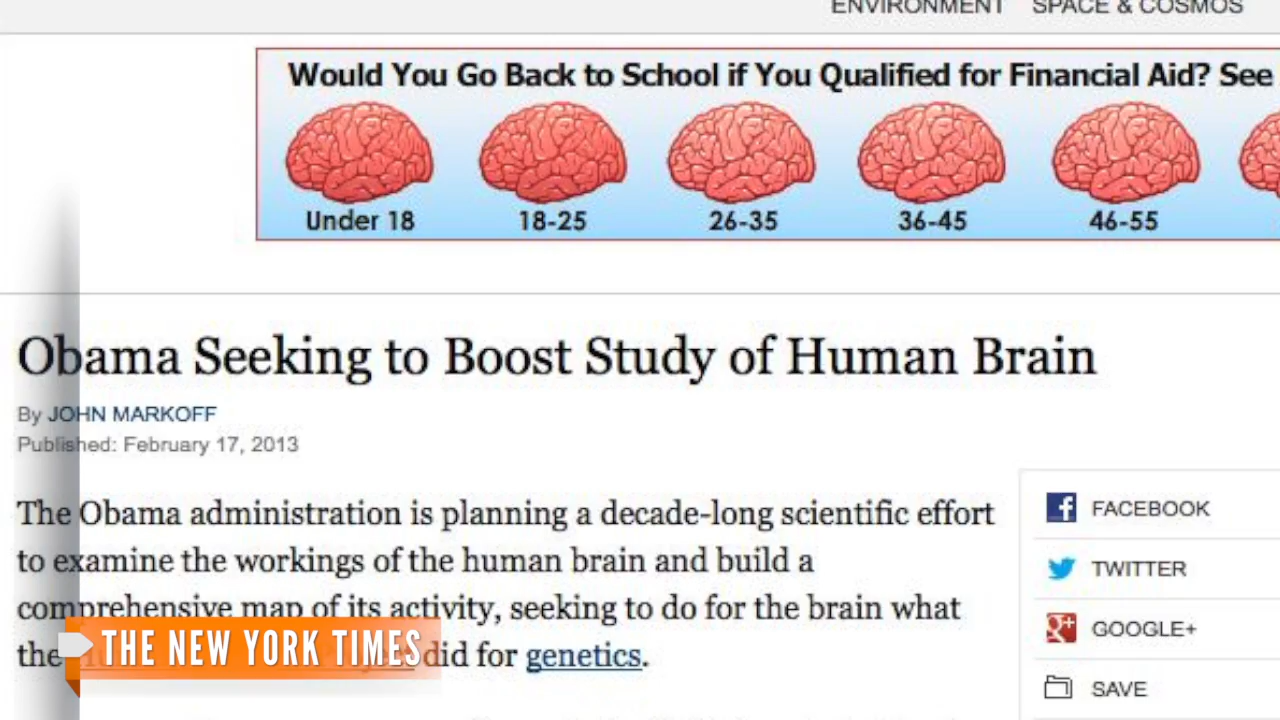 ENVIRONMENT SPACE & COSMOS
Would You Go Back to School if You Qualified for Financial Aid? See
Under 18 18-25 26-35 36-45 46-55
Obama Seeking to Boost Study of Human Brain
By JOHN MARKOFF
Published: February 17, 2013
The Obama administration is planning a decade-long scientific effort
to examine the workings of the human brain and build a
comprehensive map of its activity, seeking to do for the brain what
the did for genetics.
THE NEW YORK TIMES
FACEBOOK
TWITTER
GOOGLE+
SAVE